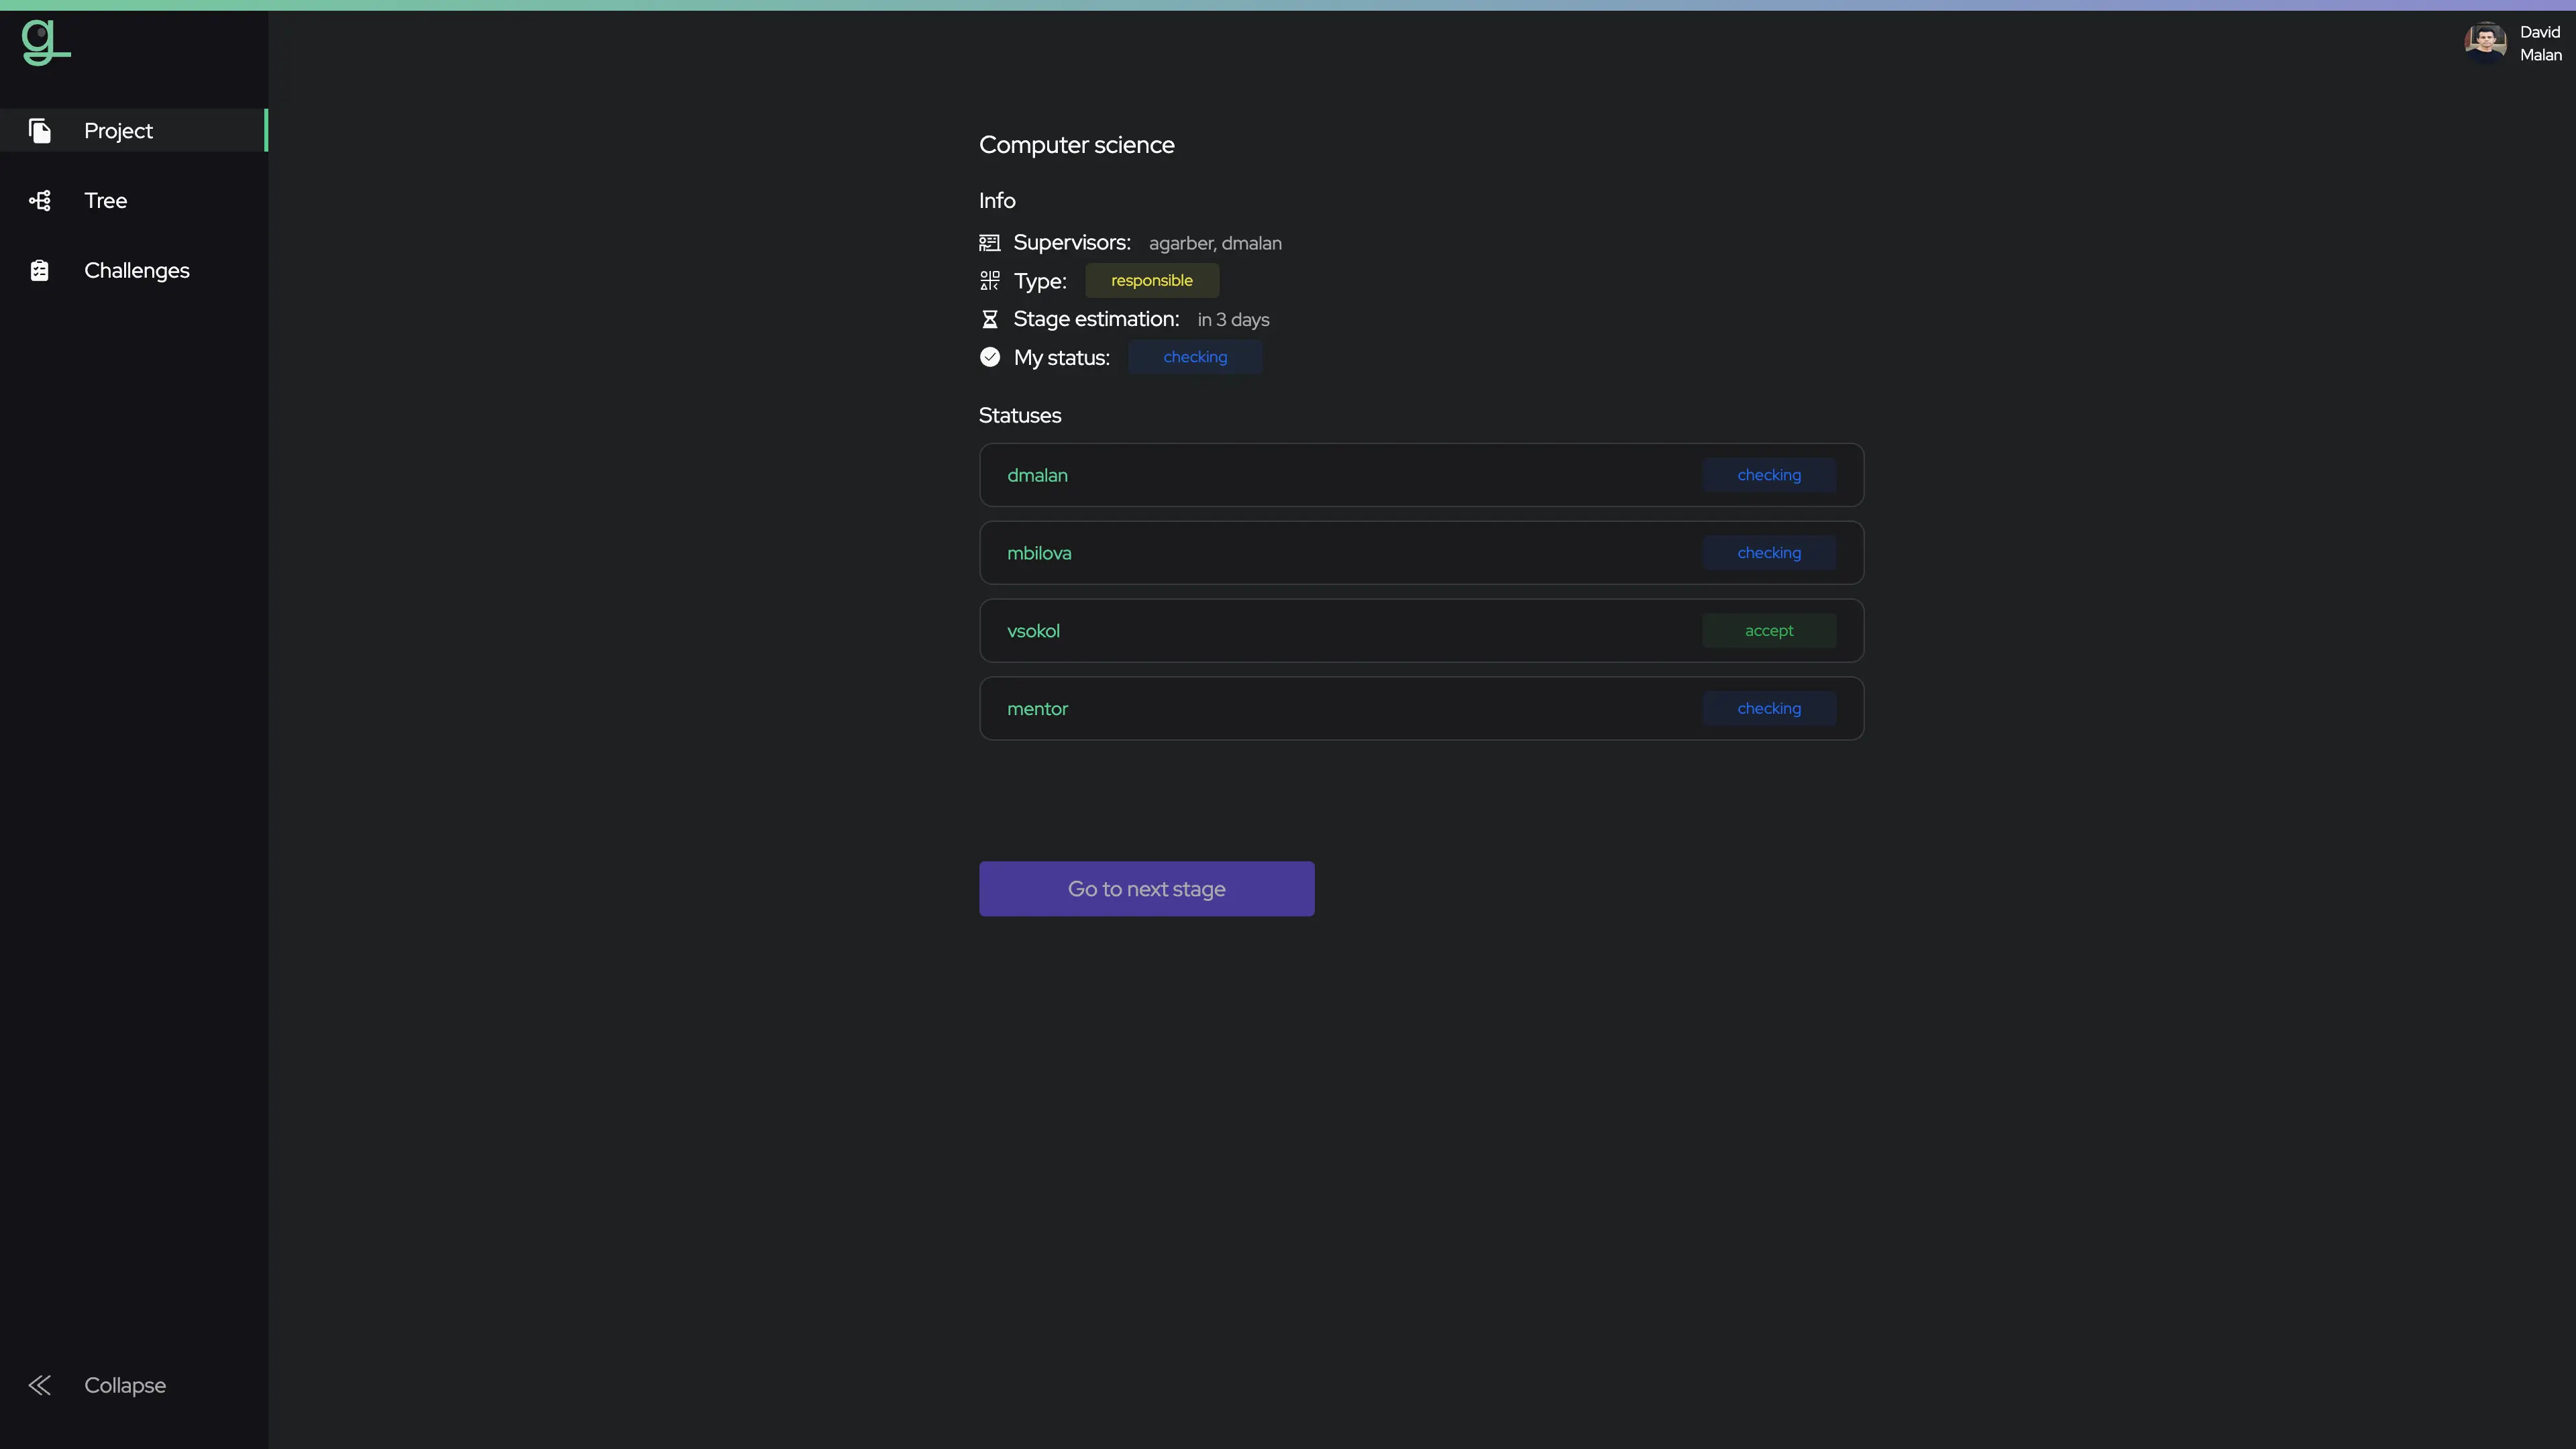 g
David
Malan
Project
Tree
Challenges
Computer science
Info
Supervisors: agarber, dmalan
Type: responsible
Stage estimation: in 3 days
My status: checking
Statuses
dmalan checking
mbilova checking
vsokol accept
mentor checking
Go to next stage
Collapse